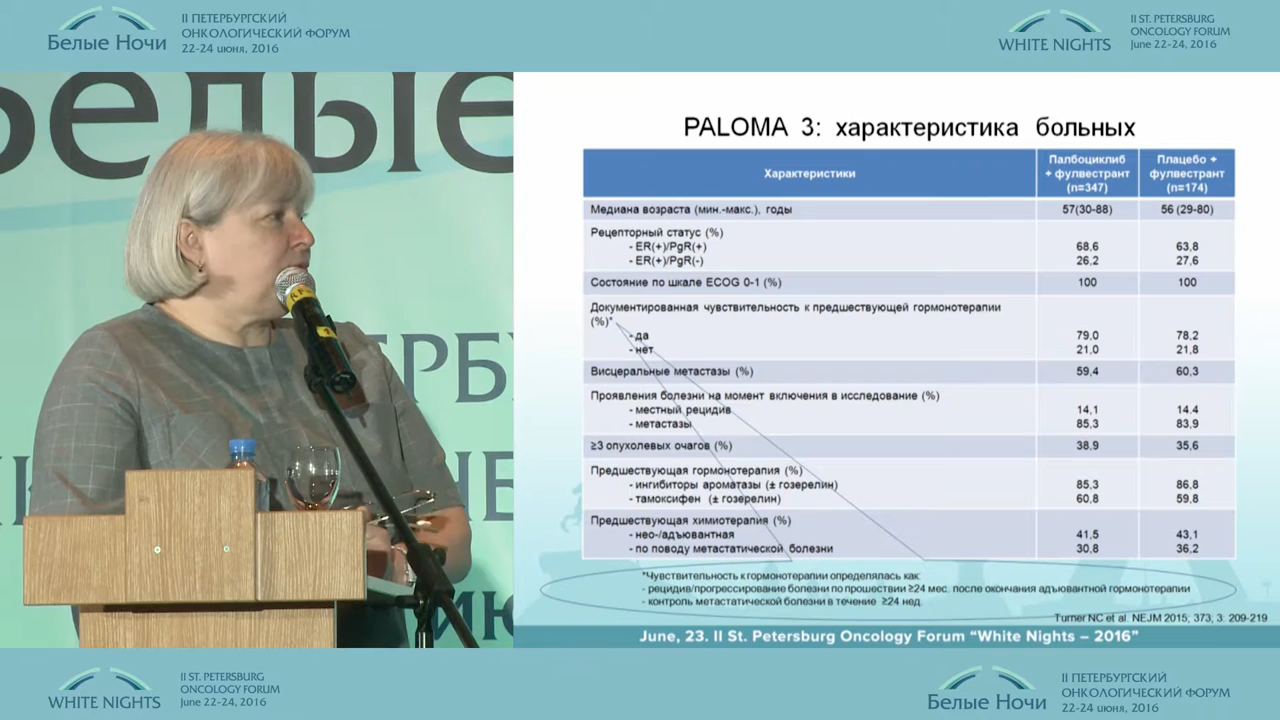 Белые Ночи
II ПЕТЕРБУРГСКИЙ
ОНКОЛОГИЧЕСКИЙ ФОРУМ
22-24 июня, 2016
WHITE NIGHTS
II ST. PETERSBURG
ONCOLOGY FORUM
June 22-24, 2016
Белые
PALOMA 3: характеристика больных
Характеристики
Палбоциклиб
+ фулвестрант
(n=347)
Плацебо +
фулвестрант
(n=174)
Медиана возраста (мин.-макс.), годы 57(30-88) 56 (29-80)
Рецепторный статус (%)
- ER(+)/PgR(+) 68,6 63,8
- ER(+)/PgR(-) 26,2 27,6
Состояние по шкале ECOG 0-1 (%) 100 100
Документированная чувствительность к предшествующей гормонотерапии
(%)*
- да 79,0 78,2
- нет 21,0 21,8
Висцеральные метастазы (%) 59,4 60,3
Проявления болезни на момент включения в исследование (%)
- местный рецидив 14,1 14.4
- метастазы 85,3 83,9
≥3 опухолевых очагов (%) 38,9 35,6
Предшествующая гормонотерапия (%)
- ингибиторы ароматазы (± гозерелин) 85,3 86,8
- тамоксифен (± гозерелин) 60,8 59,8
Предшествующая химиотерапия (%)
- нео-/адъювантная 41,5 43,1
- по поводу метастатической болезни 30,8 36,2
*Чувствительность к гормонотерапии определялась как:
- рецидив/прогрессирование болезни по прошествии ≥24 мес. после окончания адъювантной гормонотерапии
- контроль метастатической болезни в течение ≥24 нед.
Turner NC et al. NEJM 2015; 373; 3: 209-219
June, 23. II St. Petersburg Oncology Forum “White Nights – 2016”
WHITE NIGHTS
II ST. PETERSBURG
ONCOLOGY FORUM
June 22-24, 2016
Белые Ночи
II ПЕТЕРБУРГСКИЙ
ОНКОЛОГИЧЕСКИЙ ФОРУМ
22-24 июня, 2016